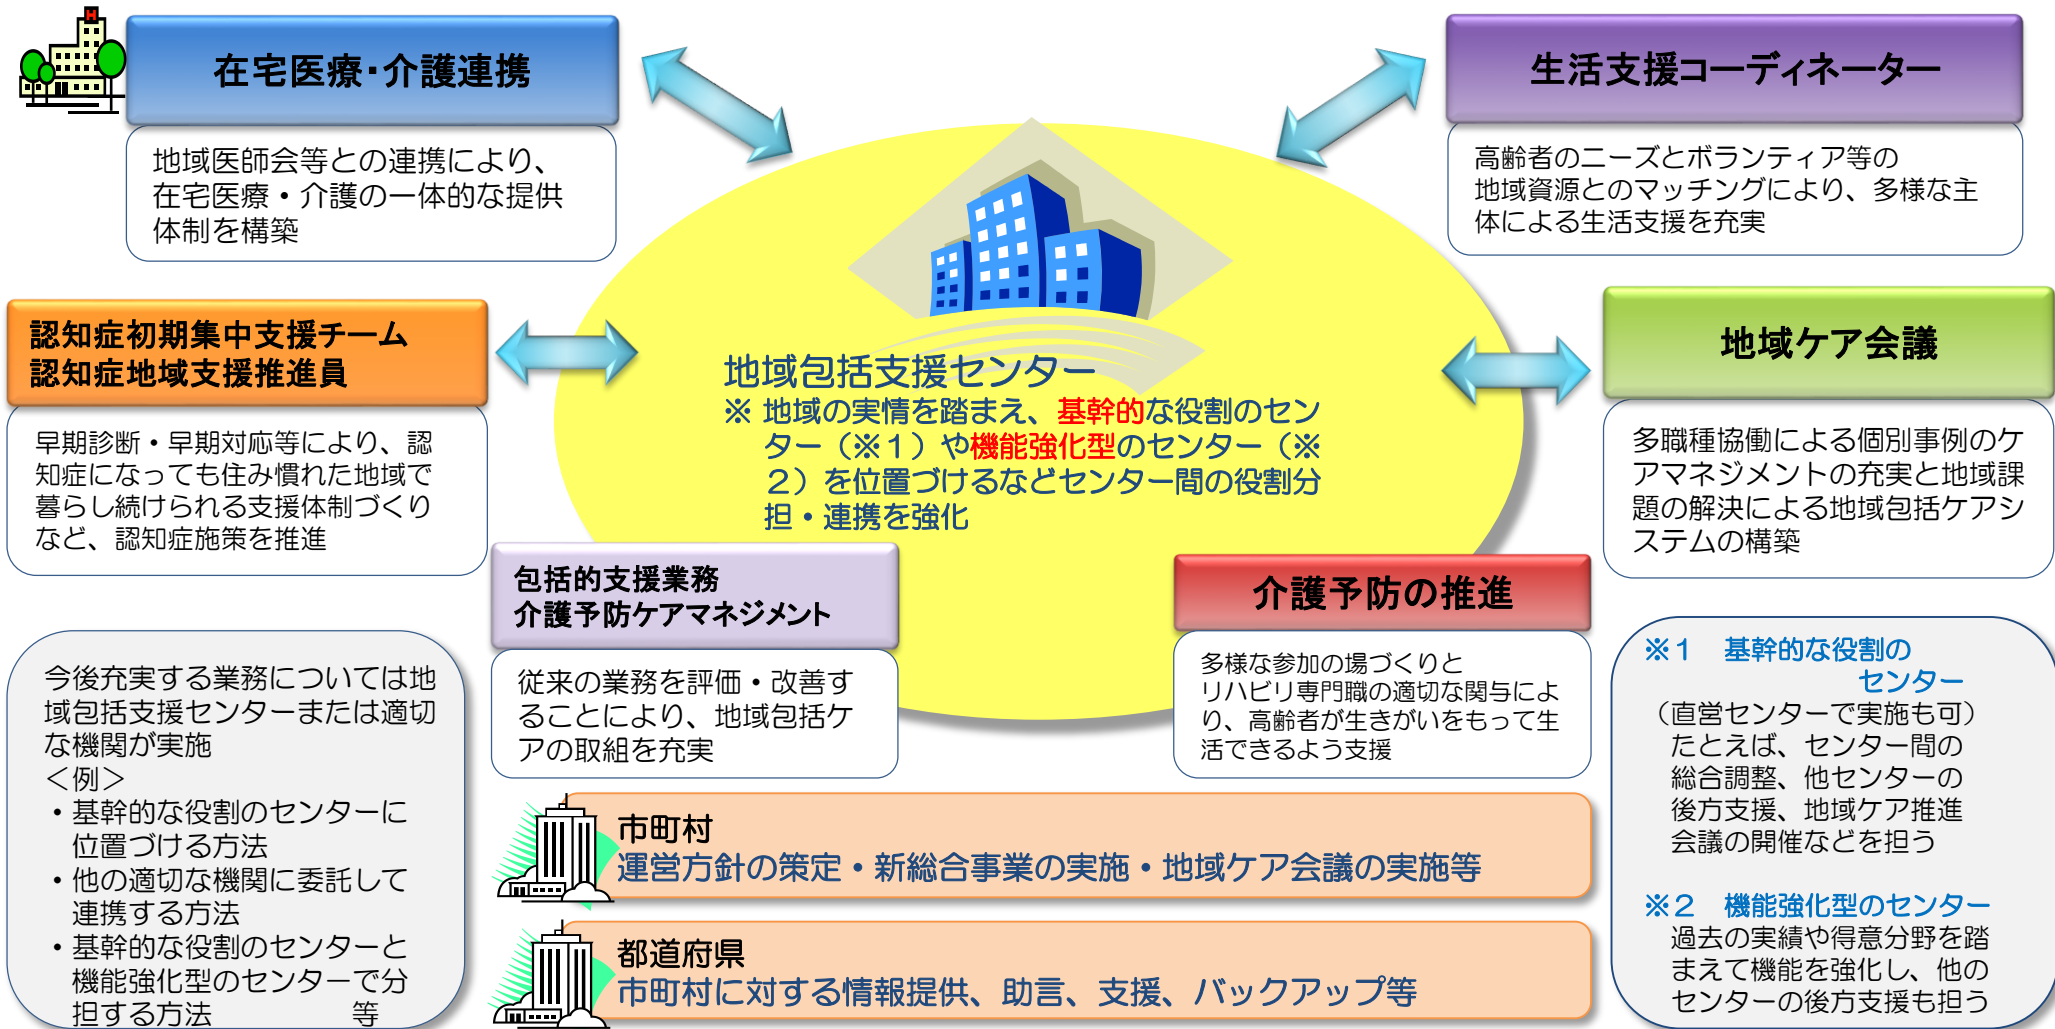 在宅医療・介護連携
地域医師会等との連携により、
在宅医療・介護の一体的な提供
体制を構築
生活支援コーディネーター
高齢者のニーズとボランティア等の
地域資源とのマッチングにより、多様な主
体による生活支援を充実
認知症初期集中支援チーム
認知症地域支援推進員
早期診断・早期対応等により、認
知症になっても住み慣れた地域で
暮らし続けられる支援体制づくり
など、認知症施策を推進
地域包括支援センター
※ 地域の実情を踏まえ、基幹的な役割のセン
ター（※１）や機能強化型のセンター（※
２）を位置づけるなどセンター間の役割分
担・連携を強化
地域ケア会議
多職種協働による個別事例のケ
アマネジメントの充実と地域課
題の解決による地域包括ケアシ
ステムの構築
包括的支援業務
介護予防ケアマネジメント
従来の業務を評価・改善す
ることにより、地域包括ケ
アの取組を充実
介護予防の推進
多様な参加の場づくりと
リハビリ専門職の適切な関与によ
り、高齢者が生きがいをもって生
活できるよう支援
今後充実する業務については地
域包括支援センターまたは適切
な機関が実施
＜例＞
・基幹的な役割のセンターに
位置づける方法
・他の適切な機関に委託して
連携する方法
・基幹的な役割のセンターと
機能強化型のセンターで分
担する方法　　　　等
市町村
運営方針の策定・新総合事業の実施・地域ケア会議の実施等
都道府県
市町村に対する情報提供、助言、支援、バックアップ等
※１　基幹的な役割の
センター
（直営センターで実施も可）
たとえば、センター間の
総合調整、他センターの
後方支援、地域ケア推進
会議の開催などを担う
※２　機能強化型のセンター
過去の実績や得意分野を踏
まえて機能を強化し、他の
センターの後方支援も担う
H